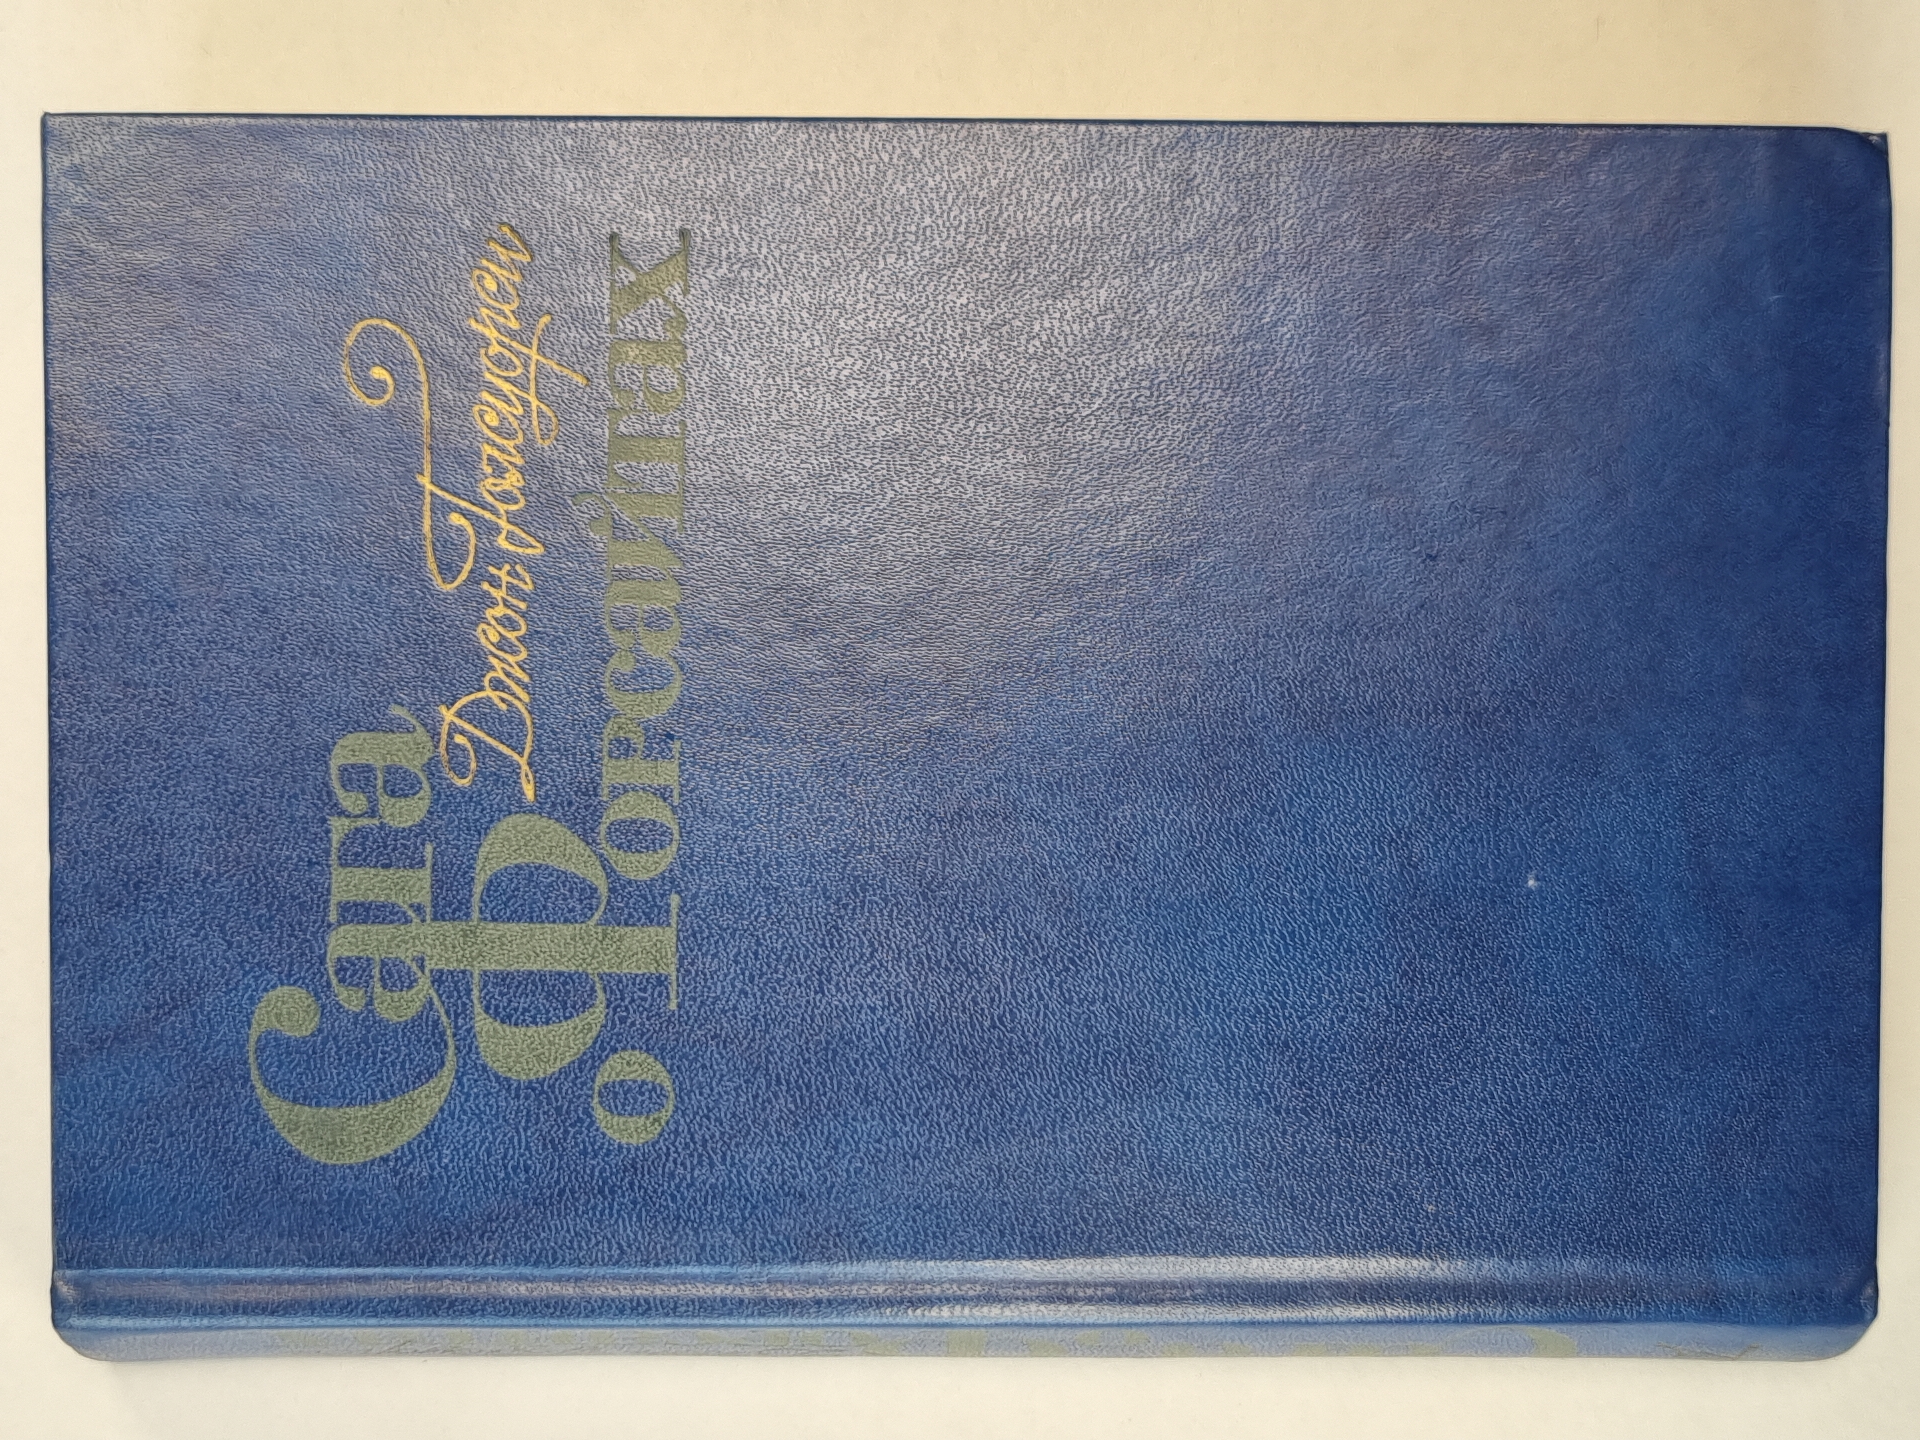 Сага
Джон Голсуорси
о Форсайтах